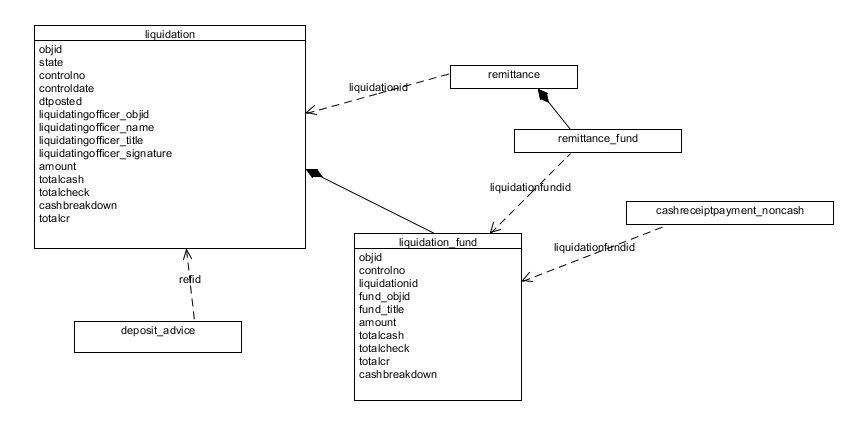 liquidation
objid
state
controlno
controldate
dtposted
liquidatingofficer_objid
liquidatingofficer_name
liquidatingofficer_title
liquidatingofficer_signature
amount
totalcash
totalcheck
cashbreakdown
totalcr
liquidationid
remittance
remittance_fund
liquidationfundid
cashreceiptpayment_noncash
liquidationfundid
liquidation_fund
objid
controlno
liquidationid
fund_objid
fund_title
amount
totalcash
totalcheck
totalcr
cashbreakdown
refid
deposit_advice